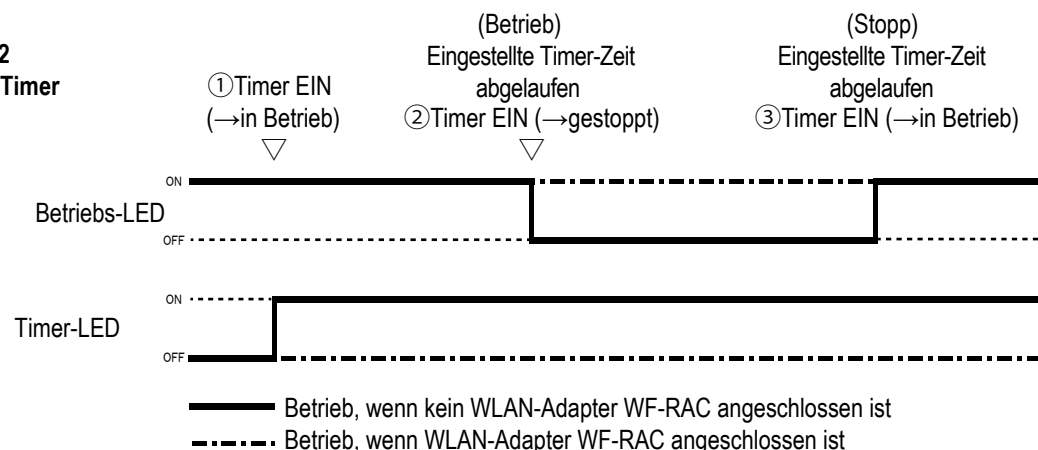 2
Timer
①Timer EIN
(→in Betrieb)
(Betrieb)
Eingestellte Timer-Zeit
abgelaufen
②Timer EIN (→gestoppt)
(Stopp)
Eingestellte Timer-Zeit
abgelaufen
③Timer EIN (→in Betrieb)
ON
Betriebs-LED
OFF
ON
Timer-LED
OFF
Betrieb, wenn kein WLAN-Adapter WF-RAC angeschlossen ist
Betrieb, wenn WLAN-Adapter WF-RAC angeschlossen ist